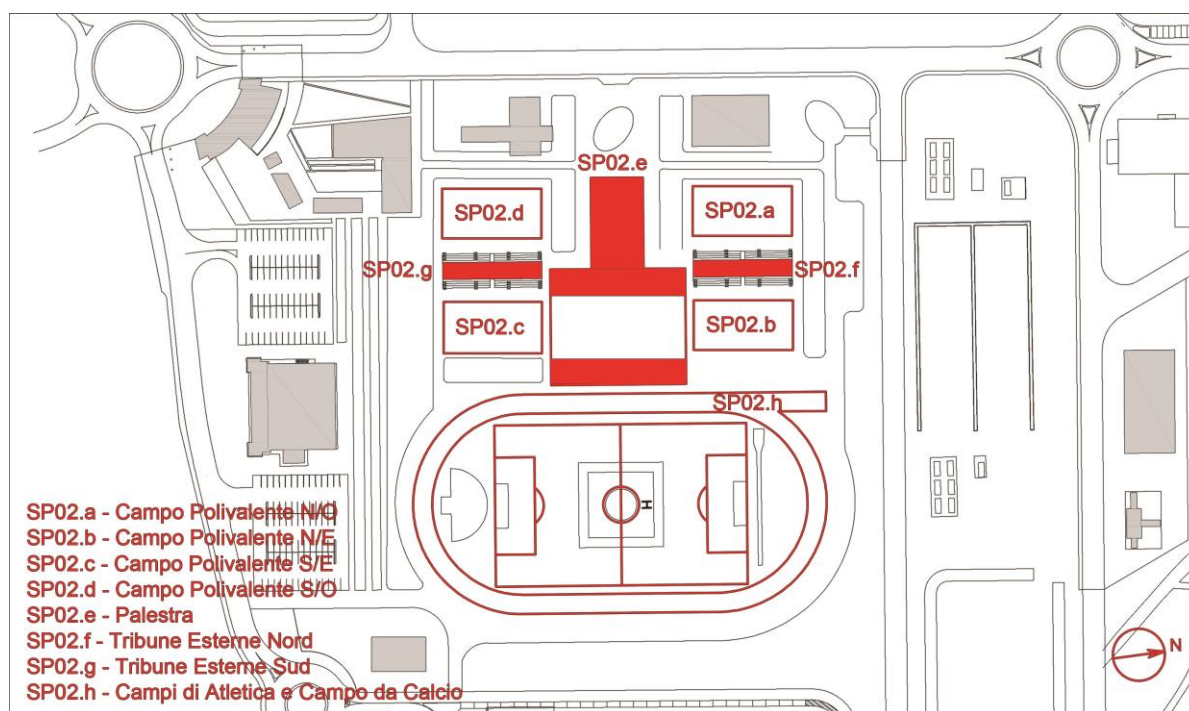 SP02.e
SP02.d
SP02.a
SP02.g
SP02.f
SP02.c
SP02.b
SP02.h
H
SP02.a - Campo Polivalente N/O
SP02.b - Campo Polivalente N/E
SP02.c - Campo Polivalente S/E
SP02.d - Campo Polivalente S/O
SP02.e - Palestra
SP02.f - Tribune Esterne Nord
SP02.g - Tribune Esterne Sud
SP02.h - Campi di Atletica e Campo da Calcio
N